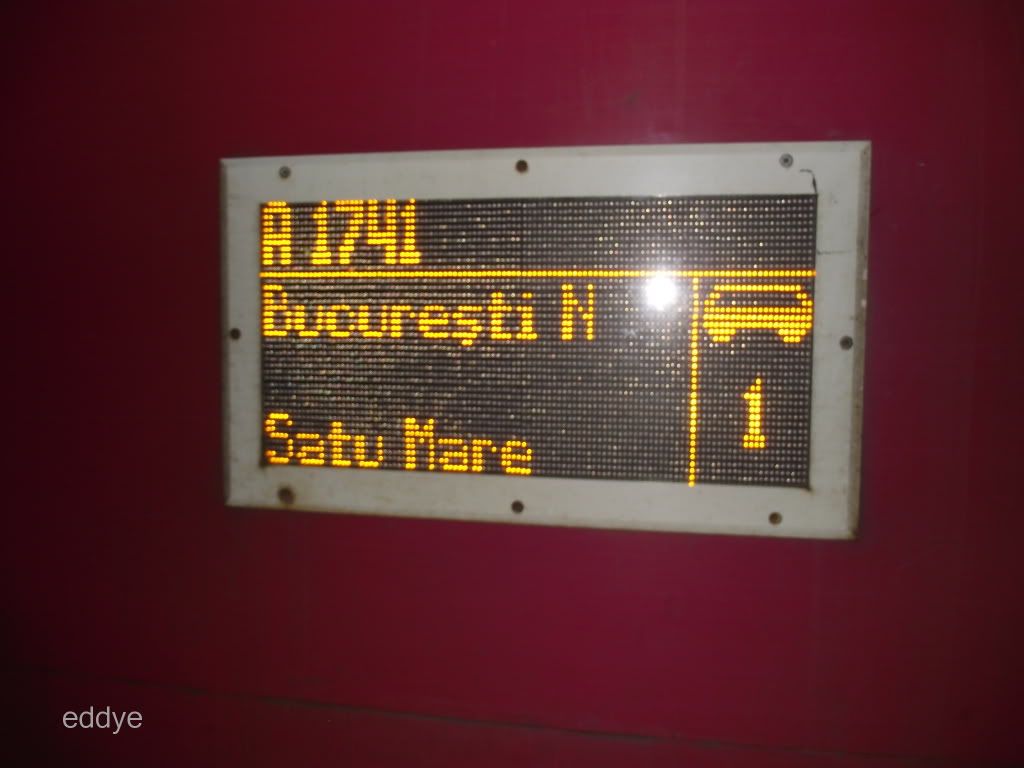 A 1741
București N
Satu Mare
1
eddye